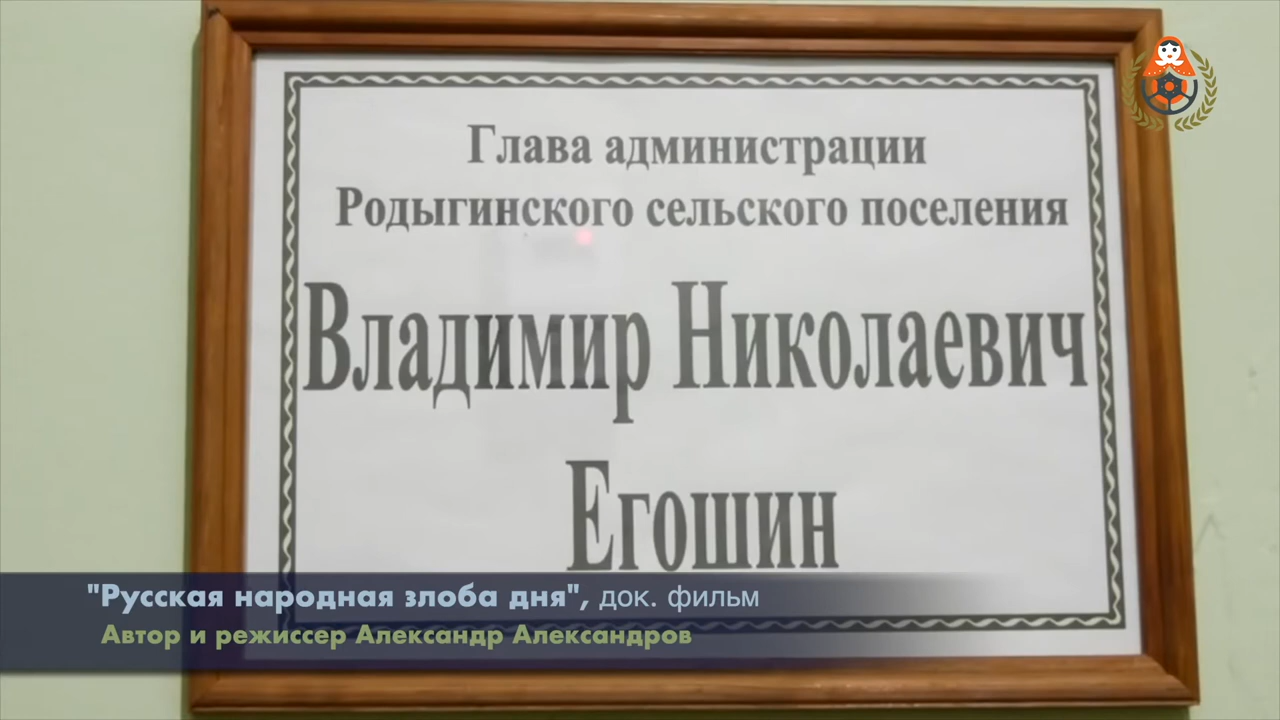 Глава администрации
Родыгинского сельского поселения
Владимир Николаевич
Егошин
"Русская народная злоба дня", док. фильм
Автор и режиссер Александр Александров